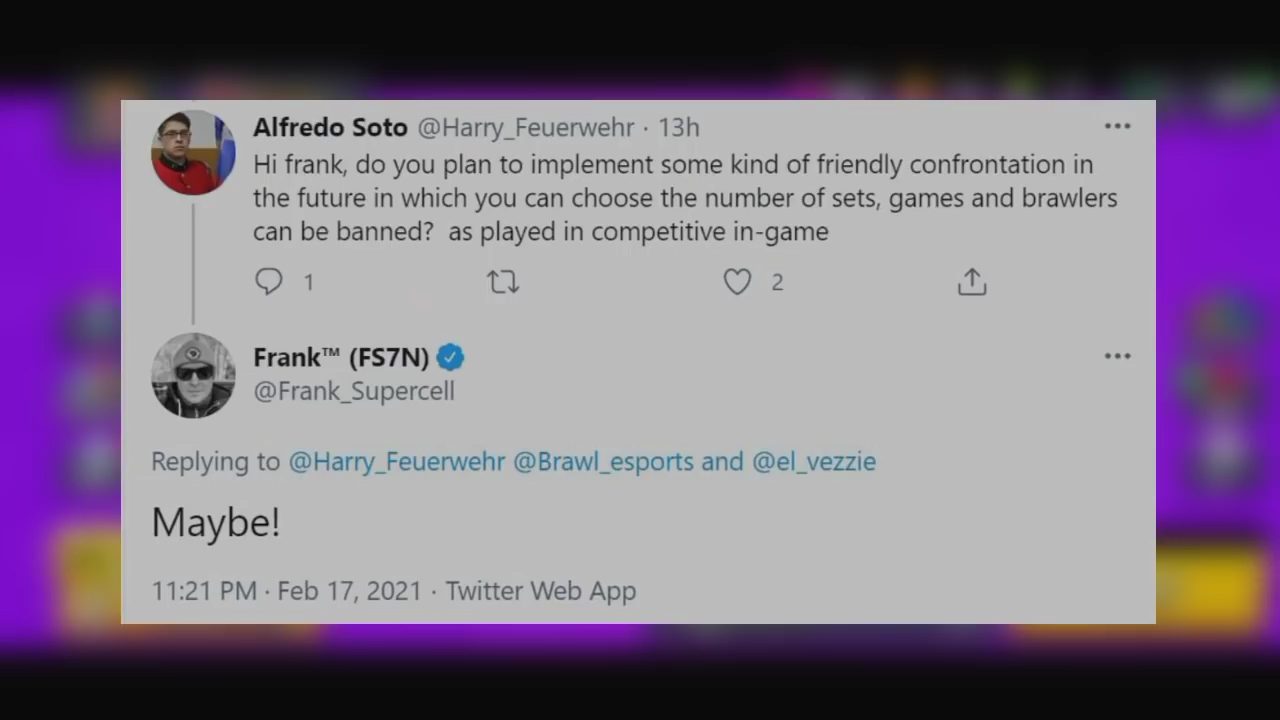 Alfredo Soto @Harry_Feuerwehr · 13h
Hi frank, do you plan to implement some kind of friendly confrontation in
the future in which you can choose the number of sets, games and brawlers
can be banned?  as played in competitive in-game
1 2
Frank™ (FS7N)
@Frank_Supercell
Replying to @Harry_Feuerwehr @Brawl_esports and @el_vezzie
Maybe!
11:21 PM · Feb 17, 2021 · Twitter Web App